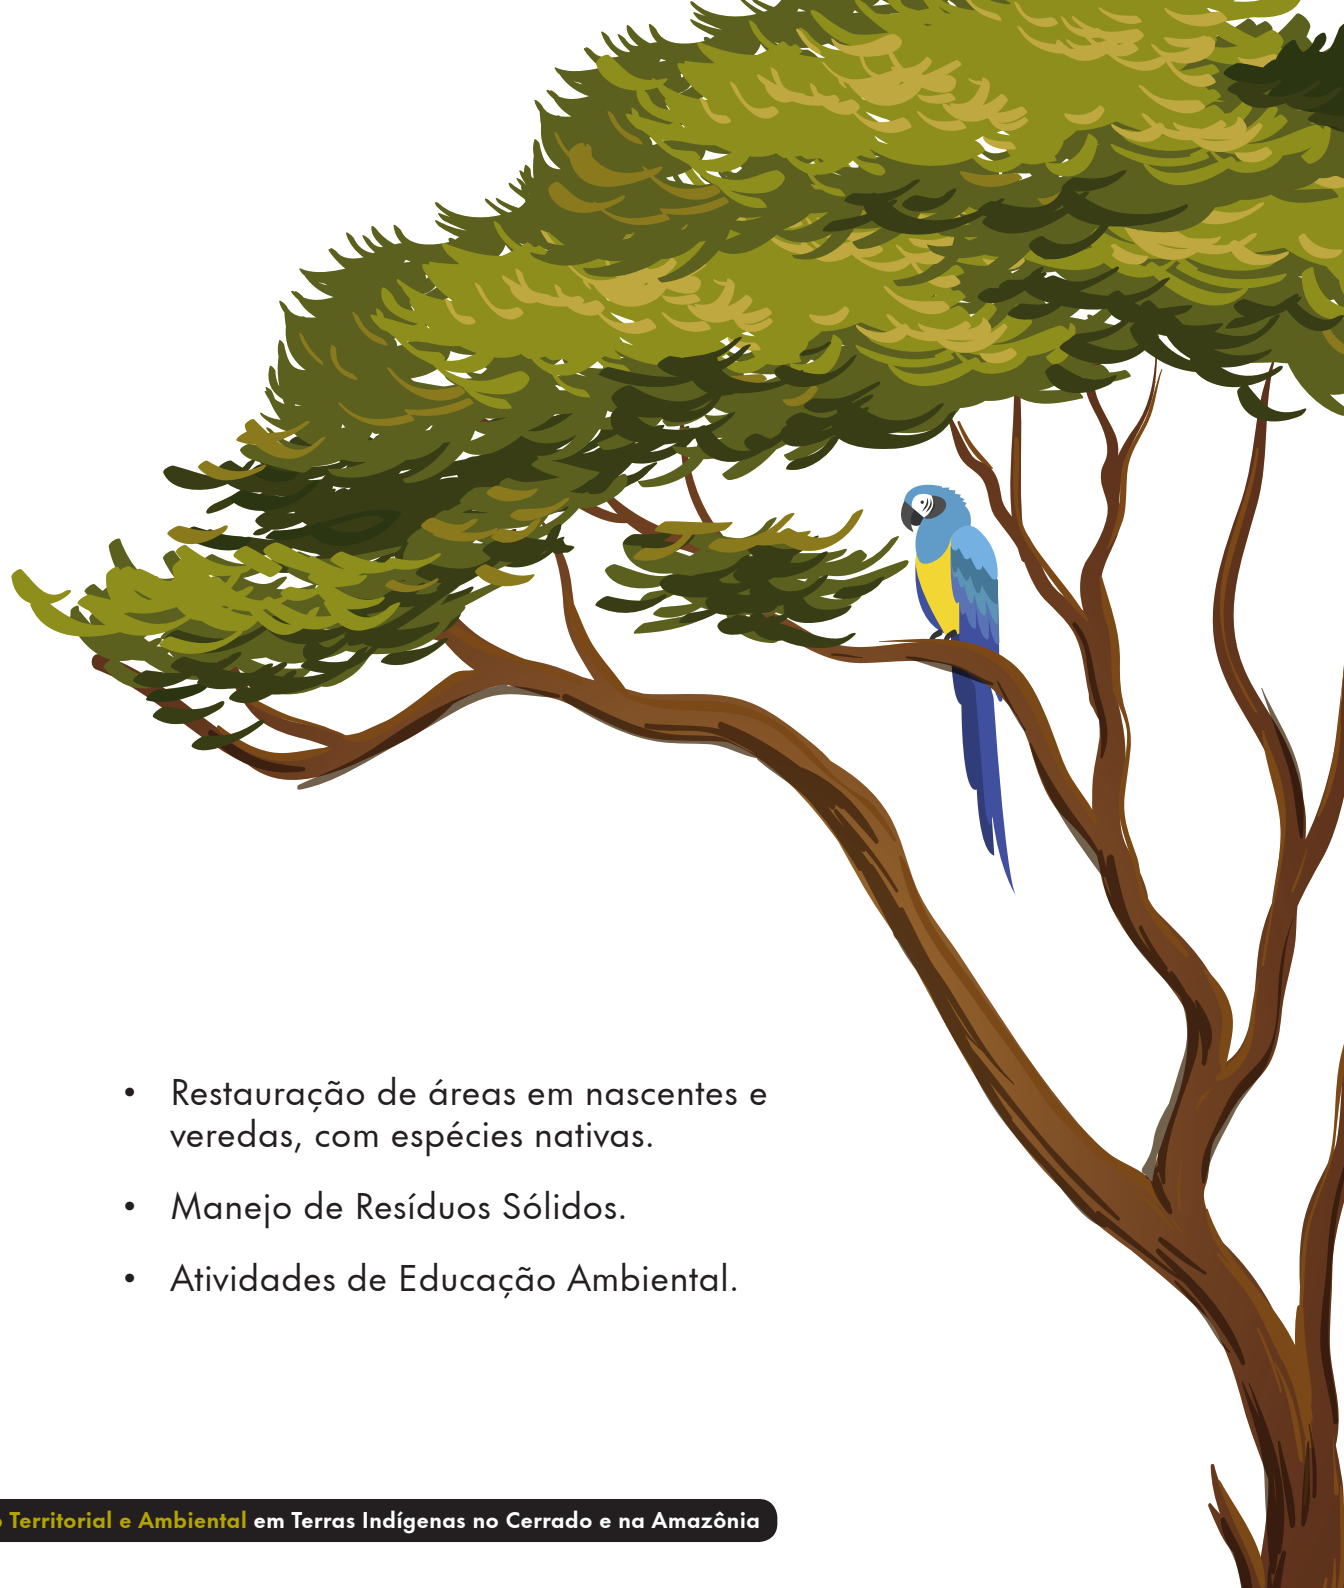 • Restauração de áreas em nascentes e
veredas, com espécies nativas.
• Manejo de Resíduos Sólidos.
• Atividades de Educação Ambiental.
Territorial e Ambiental em Terras Indígenas no Cerrado e na Amazônia